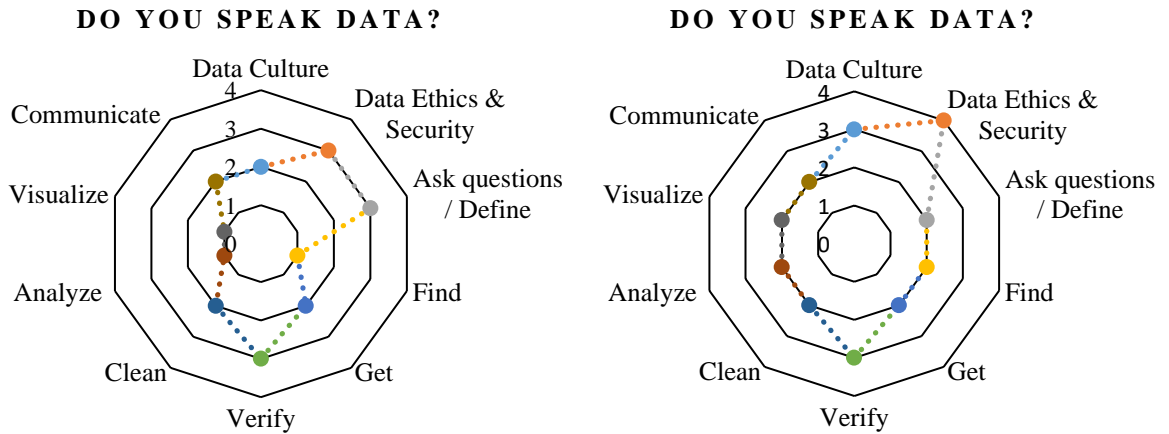 DO YOU SPEAK DATA?
Data Culture
4
Data Ethics &
Security
Communicate
3
2
Ask questions
/ Define
Visualize
1
0
Analyze
Find
Clean
Get
Verify
DO YOU SPEAK DATA?
Data Culture
4
Data Ethics &
Security
Communicate
3
2
Ask questions
/ Define
Visualize
1
0
Analyze
Find
Clean
Get
Verify